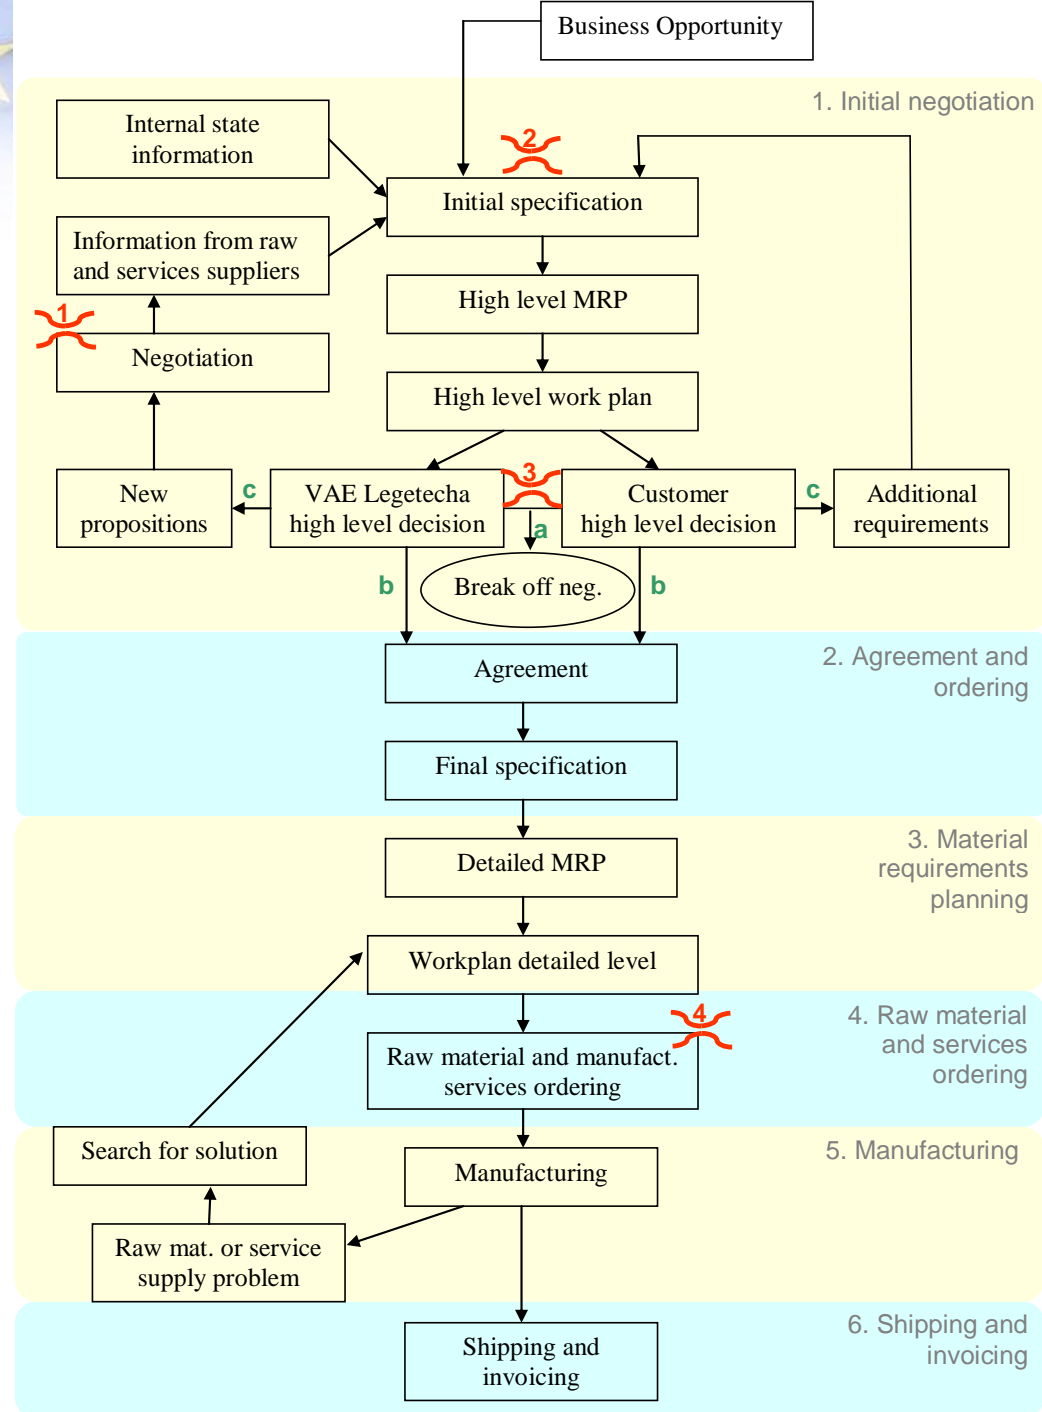 Business Opportunity
1. Initial negotiation
Internal state
information
2
Initial specification
Information from raw
and services suppliers
High level MRP
1
Negotiation
High level work plan
3
New
propositions
c
VAE Legetecha
high level decision
Customer
high level decision
c
Additional
requirements
a
b
Break off neg.
b
2. Agreement and
ordering
Agreement
Final specification
3. Material
requirements
planning
Detailed MRP
Workplan detailed level
4. Raw material
and services
ordering
4
Raw material and manufact.
services ordering
5. Manufacturing
Search for solution
Manufacturing
Raw mat. or service
supply problem
6. Shipping and
invoicing
Shipping and
invoicing